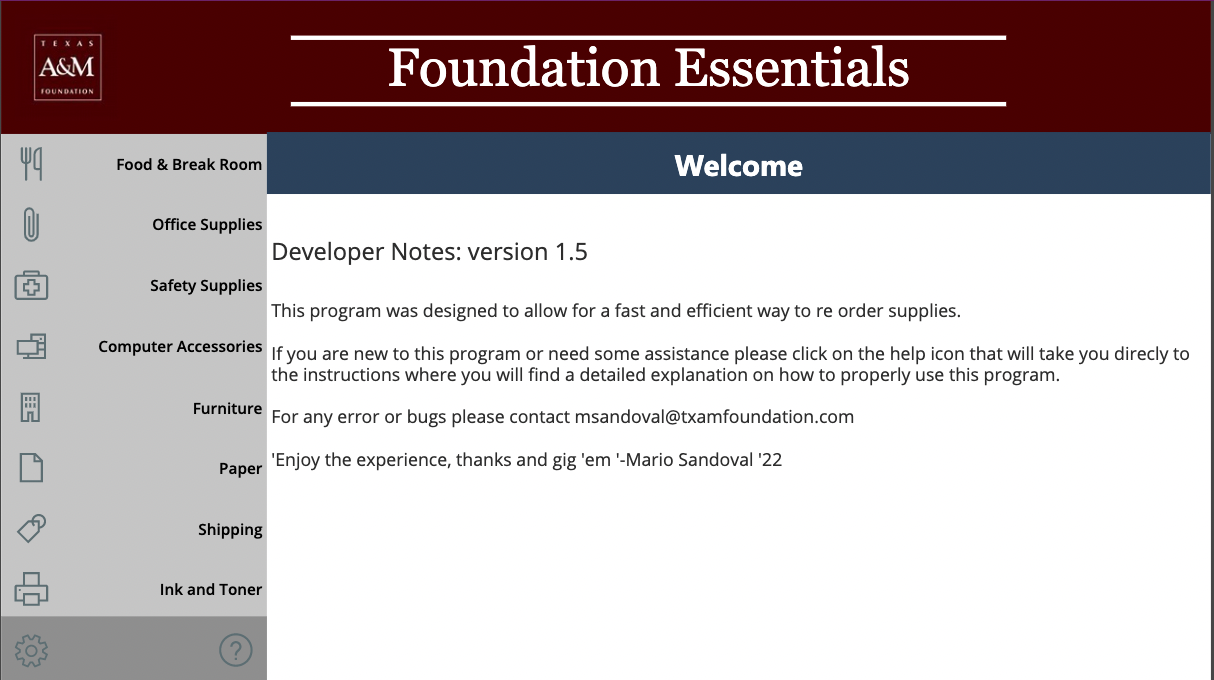 TEXAS
A&M
FOUNDATION
Foundation Essentials
Food & Break Room
Office Supplies
Safety Supplies
Computer Accessories
Furniture
Paper
Shipping
Ink and Toner
?
Welcome
Developer Notes: version 1.5
This program was designed to allow for a fast and efficient way to re order supplies.
If you are new to this program or need some assistance please click on the help icon that will take you direcly to
the instructions where you will find a detailed explanation on how to properly use this program.
For any error or bugs please contact msandoval@txamfoundation.com
'Enjoy the experience, thanks and gig 'em '-Mario Sandoval '22